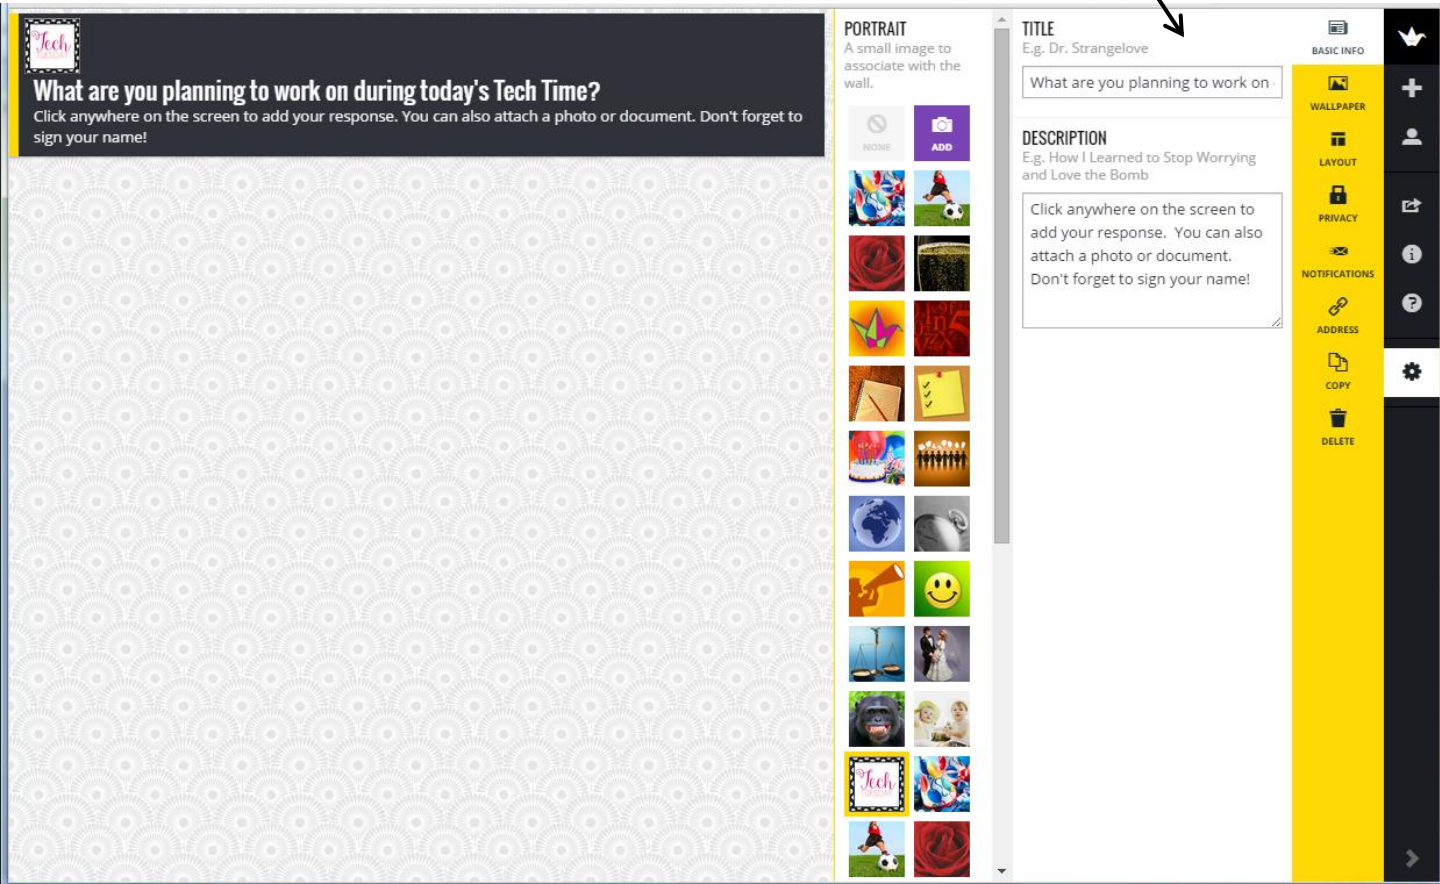 Tech
TUESDAY
What are you planning to work on during today's Tech Time?
Click anywhere on the screen to add your response. You can also attach a photo or document. Don't forget to
sign your name!
PORTRAIT
A small image to
associate with the
wall.
NONE
ADD
Tech
TUESDAY
TITLE
E.g. Dr. Strangelove
What are you planning to work on
DESCRIPTION
E.g. How I Learned to Stop Worrying
and Love the Bomb
Click anywhere on the screen to
add your response.  You can also
attach a photo or document.
Don't forget to sign your name!
BASIC INFO
WALLPAPER
LAYOUT
PRIVACY
NOTIFICATIONS
ADDRESS
COPY
DELETE